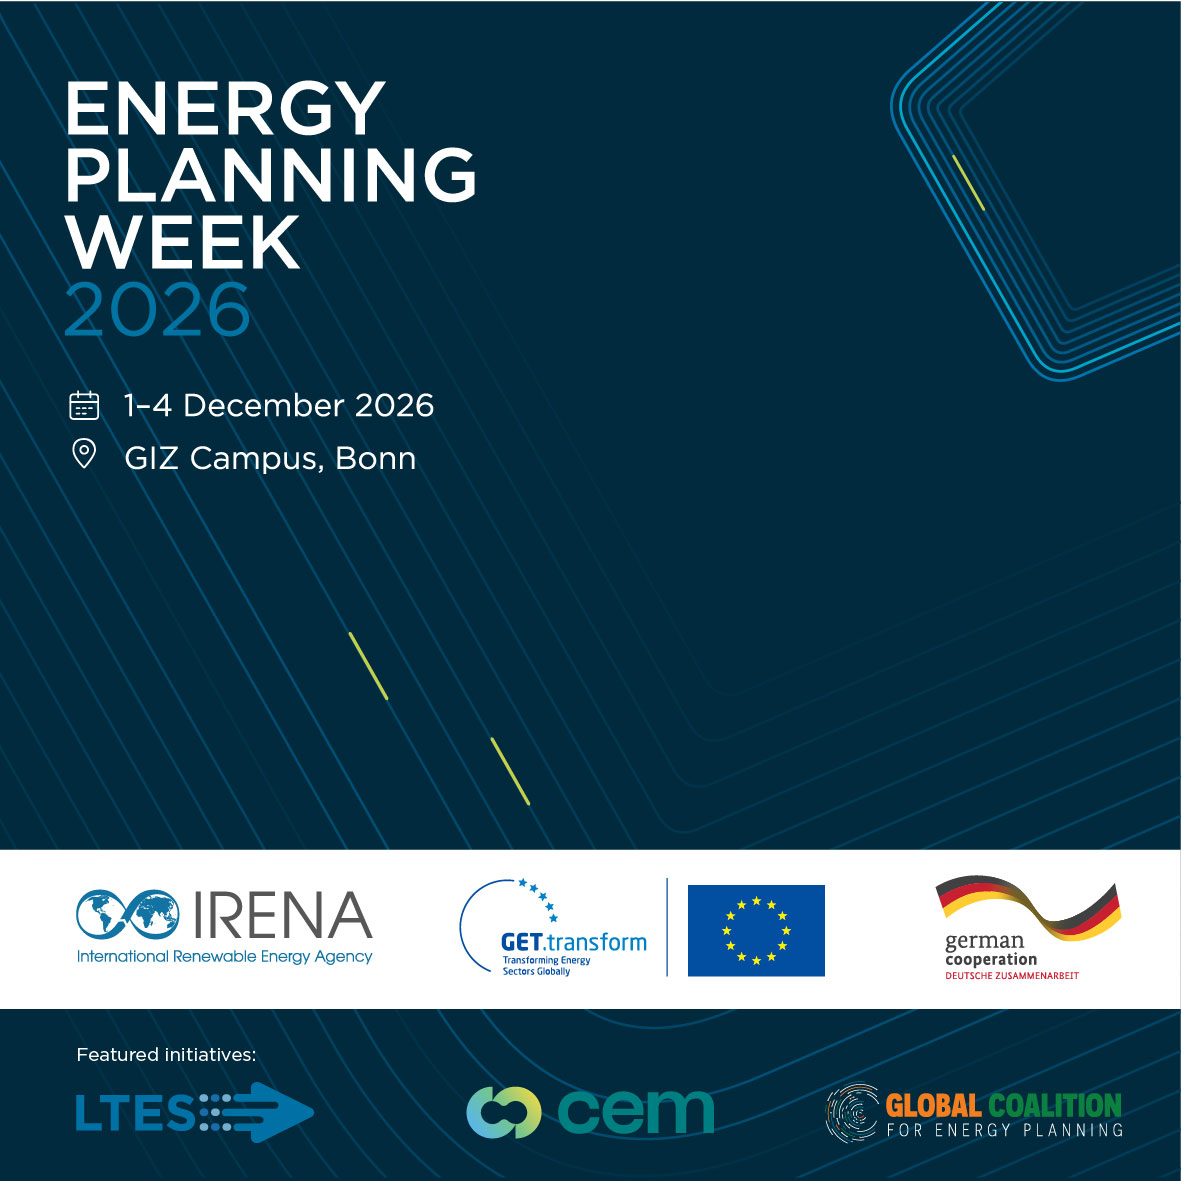 ENERGY
PLANNING
WEEK
2026
1–4 December 2026
GIZ Campus, Bonn
IRENA
International Renewable Energy Agency
GET.transform
Transforming Energy
Sectors Globally
german
cooperation
DEUTSCHE ZUSAMMENARBEIT
Featured initiatives:
LTES
cem
GLOBAL COALITION
FOR ENERGY PLANNING